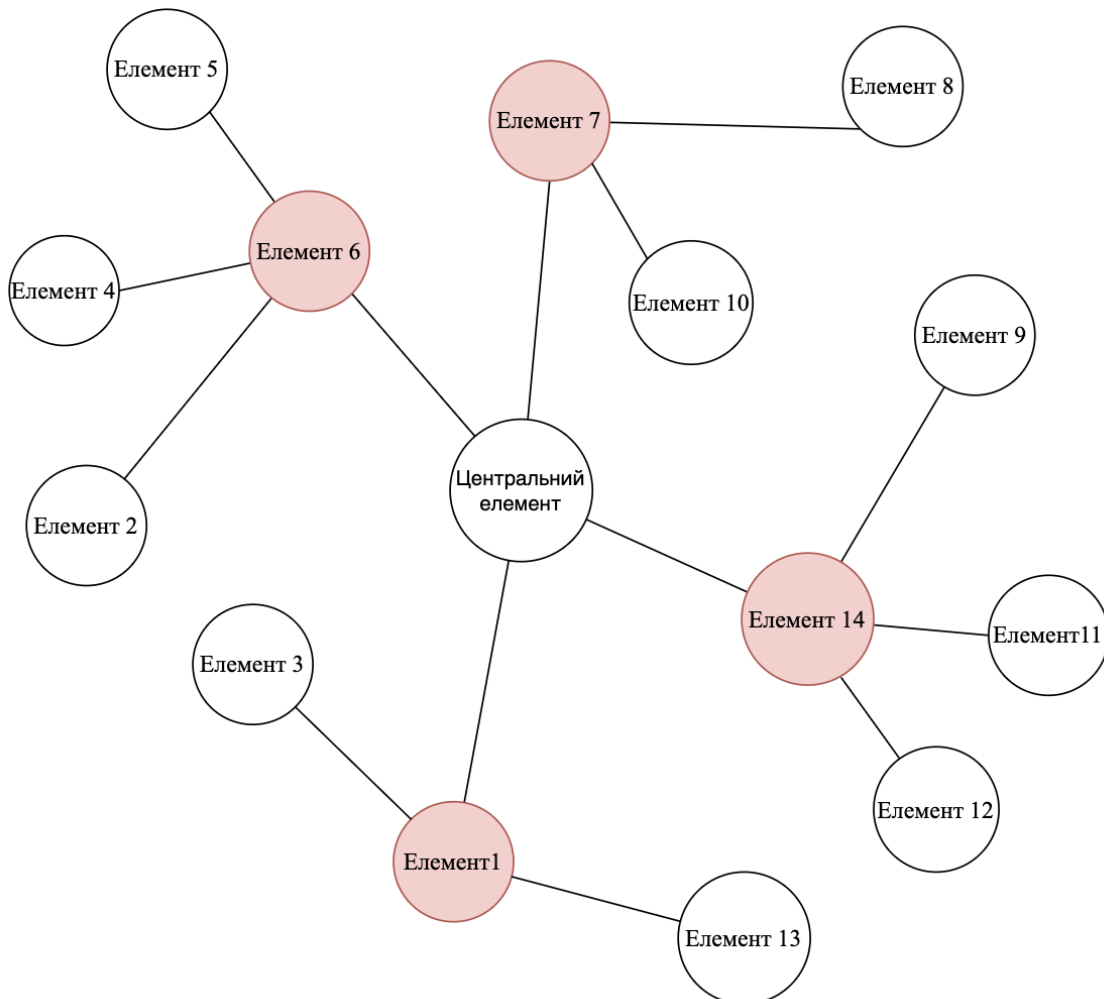 Елемент 5
Елемент 7
Елемент 8
Елемент 6
Елемент 4
Елемент 10
Елемент 9
Центральний
елемент
Елемент 2
Елемент 14
Елемент11
Елемент 3
Елемент 12
Елемент1
Елемент 13